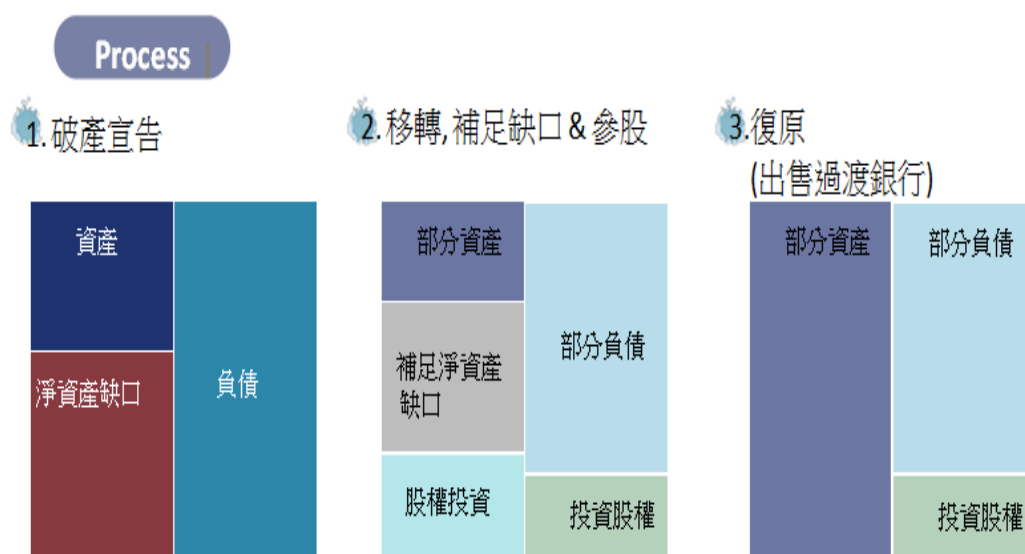 Process
1. 破產宣告
2. 移轉, 補足缺口 & 參股
3.復原
(出售過渡銀行)
資產
淨資產缺口
負債
部分資產
補足淨資產
缺口
股權投資
部分負債
投資股權
部分資產
部分負債
投資股權